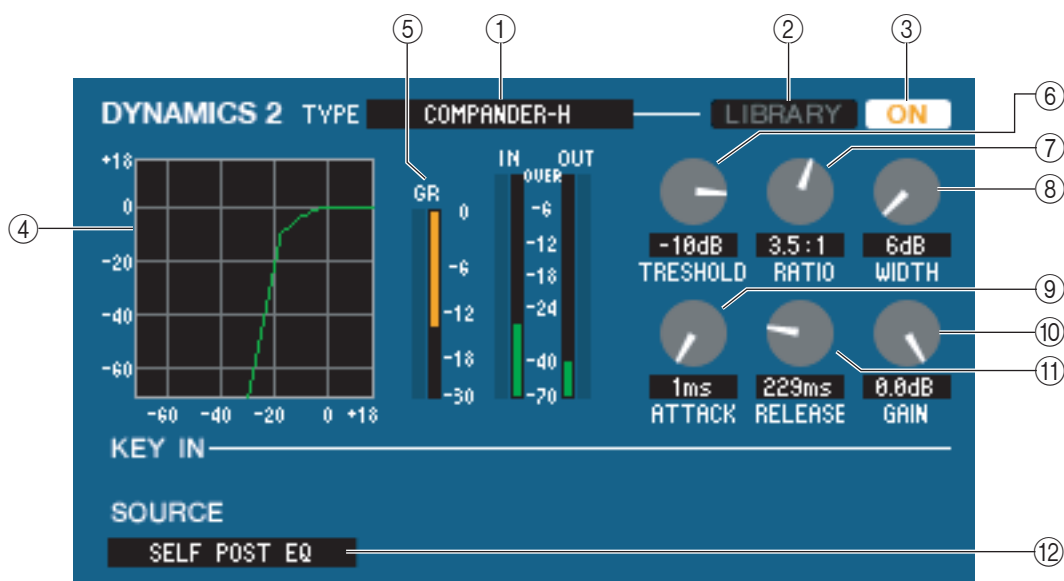 ⑤ ① ② ③
DYNAMICS 2 TYPE COMPANDER-H LIBRARY ON
⑥
⑦
⑧
④
+18
0
-20
-40
-60
-60 -40 -20 0 +18
GR
0
-6
-12
-18
-30
IN OUT
OVER
-6
-12
-18
-24
-40
-70
-10dB 3.5:1 6dB
TRESHOLD RATIO WIDTH
⑨
⑩
⑪
1ms 229ms 0.0dB
ATTACK RELEASE GAIN
KEY IN
SOURCE
SELF POST EQ
⑫